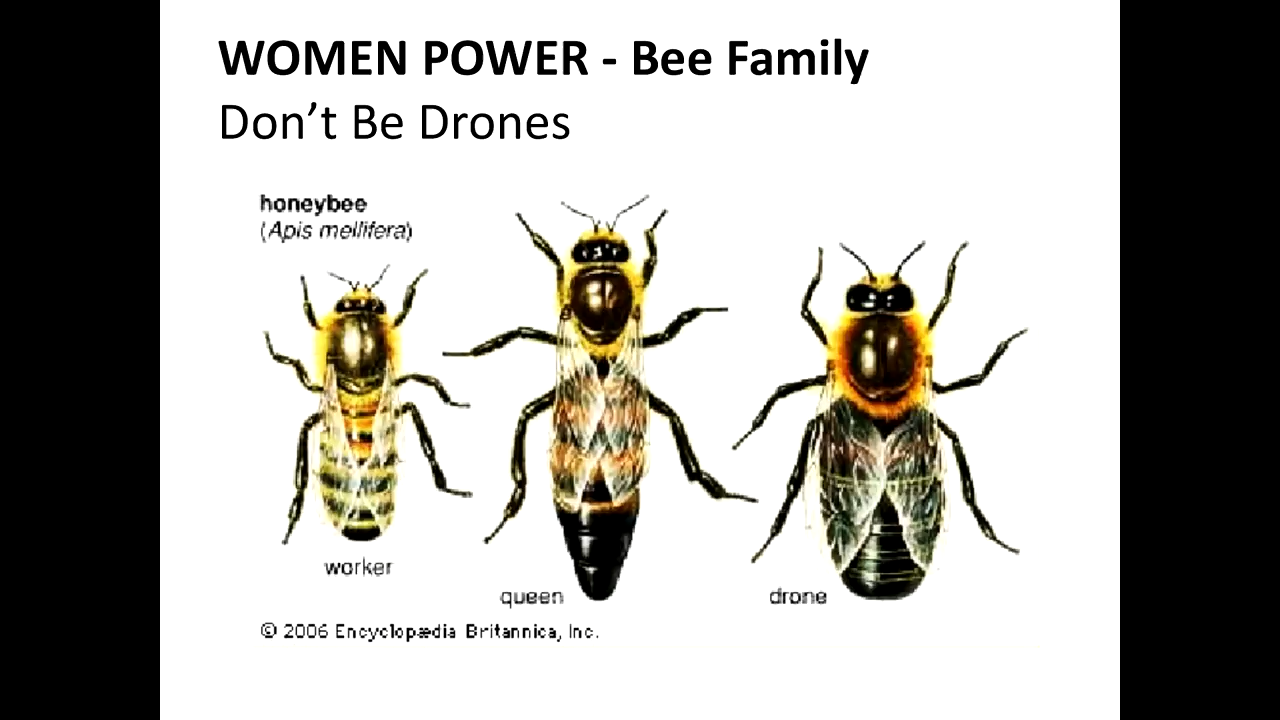 WOMEN POWER - Bee Family
Don’t Be Drones
honeybee
(Apis mellifera)
worker
queen
drone
© 2006 Encyclopædia Britannica, Inc.